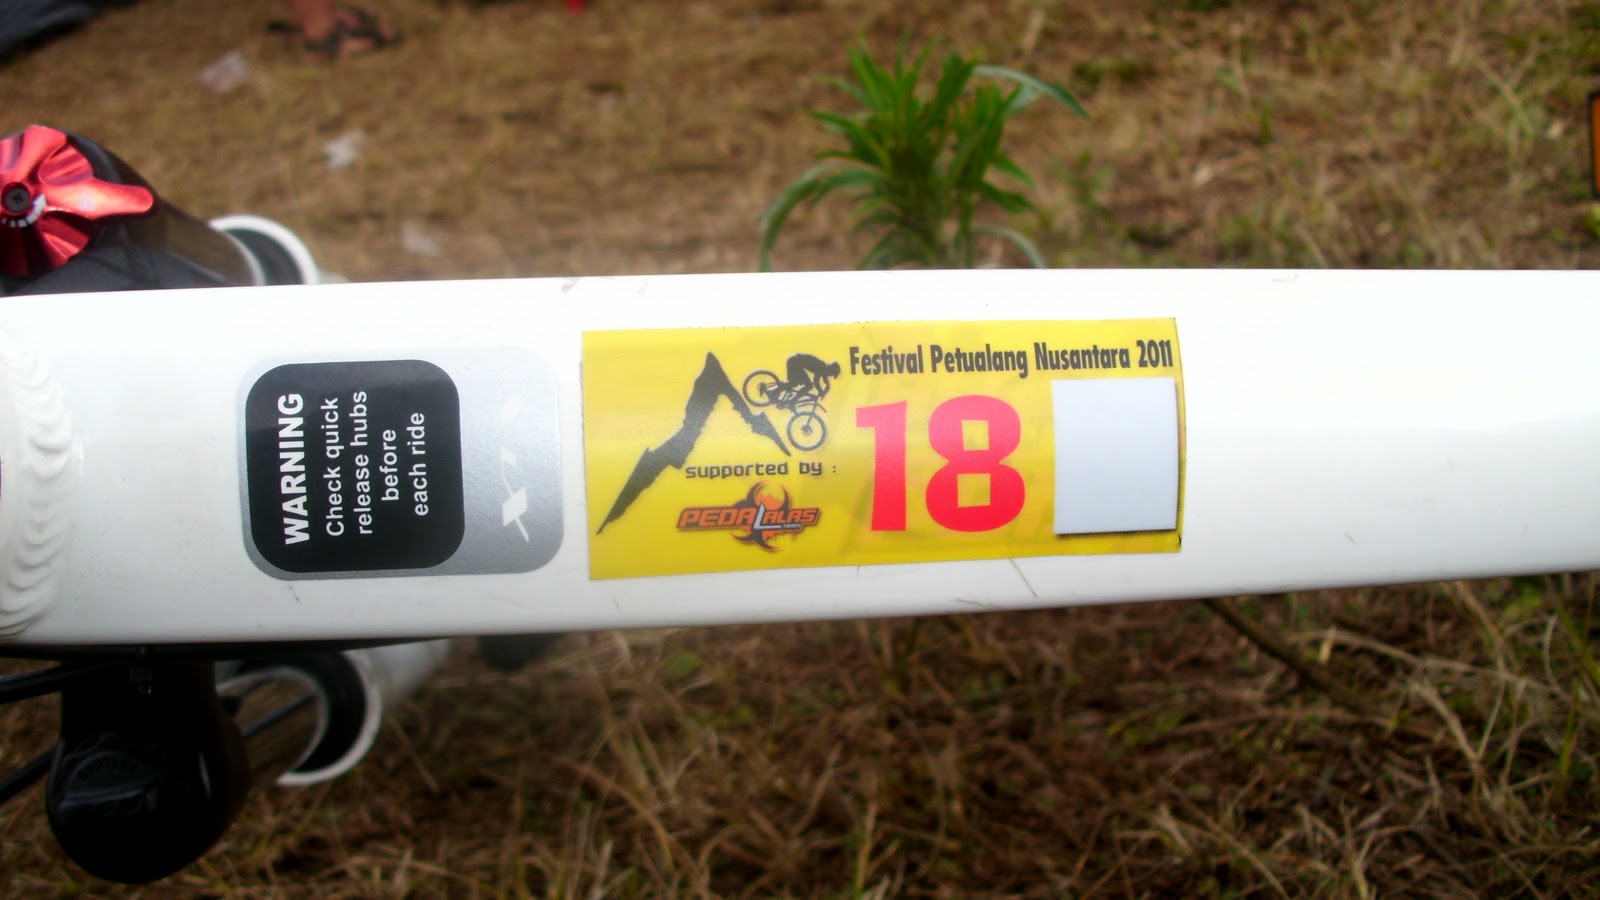 WARNING
Check quick
release hubs
before
each ride
Festival Petualang Nusantara 2011
18
supported by :
PEDALALAS